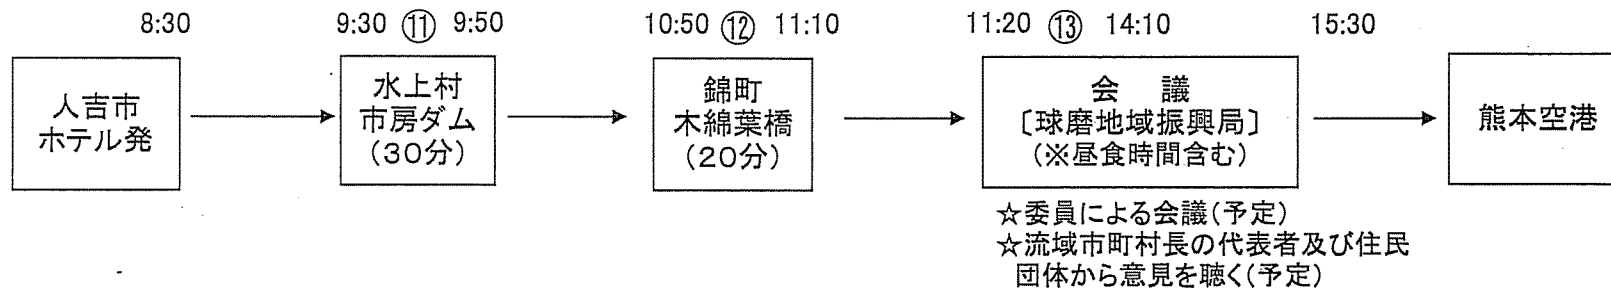 8:30 9:30 ⑪ 9:50 10:50 ⑫ 11:10 11:20 ⑬ 14:10 15:30
人吉市
ホテル発
水上村
市房ダム
(30分)
錦町
木綿葉橋
(20分)
会 議
〔球磨地域振興局〕
(※昼食時間含む)
熊本空港
☆委員による会議(予定)
☆流域市町村長の代表者及び住民
団体から意見を聴く(予定)